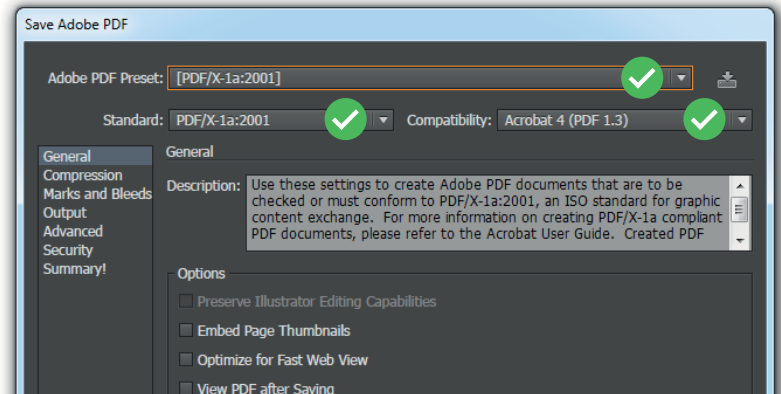 Save Adobe PDF
Adobe PDF Preset: [PDF/X-1a:2001]
Standard: PDF/X-1a:2001 Compatibility: Acrobat 4 (PDF 1.3)
General
Compression
Marks and Bleeds
Output
Advanced
Security
Summary!
General
Description: Use these settings to create Adobe PDF documents that are to be
checked or must conform to PDF/X-1a:2001, an ISO standard for graphic
content exchange. For more information on creating PDF/X-1a compliant
PDF documents, please refer to the Acrobat User Guide. Created PDF
Options
Preserve Illustrator Editing Capabilities
Embed Page Thumbnails
Optimize for Fast Web View
View PDF after Saving